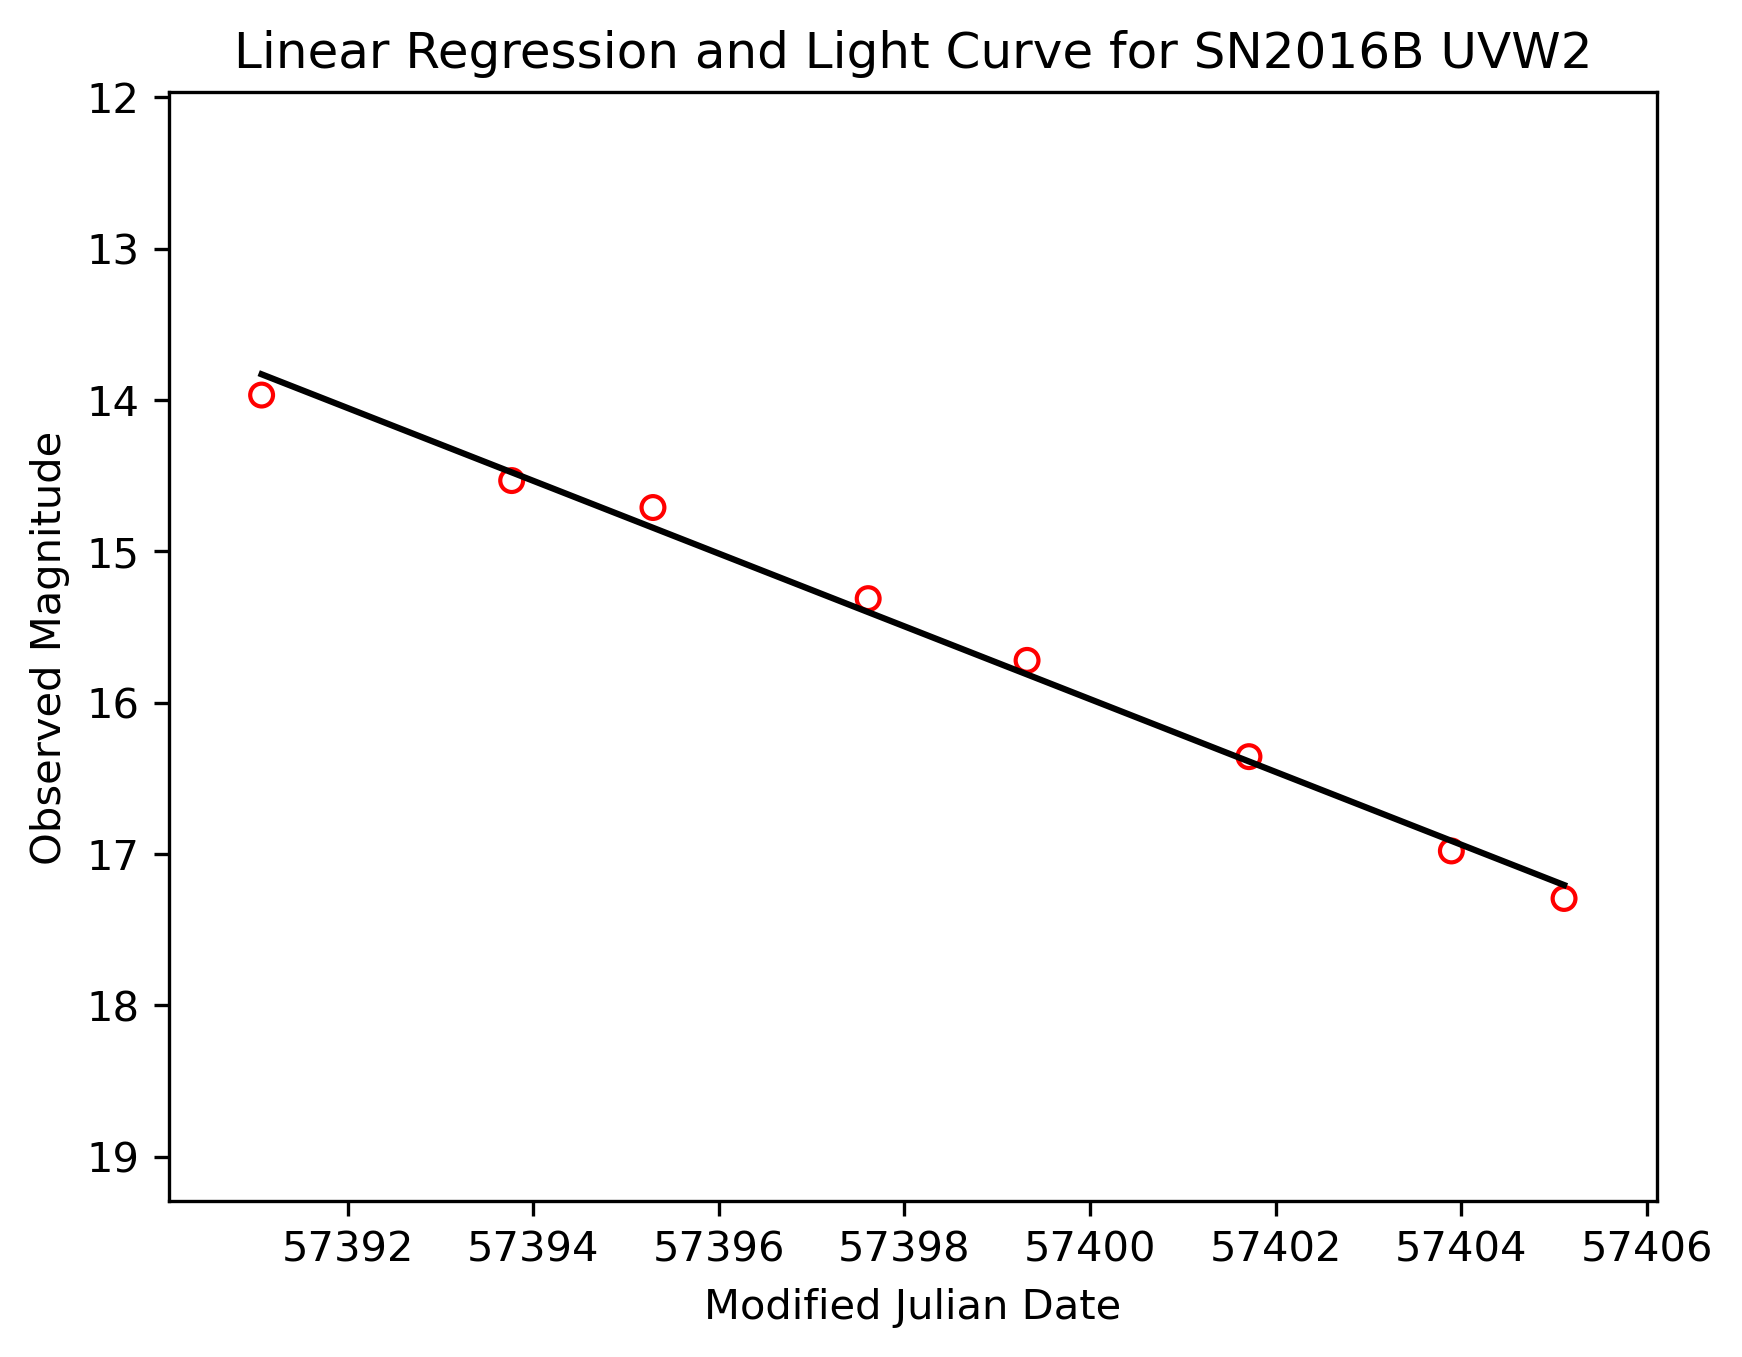 Linear Regression and Light Curve for SN2016B UVW2
12
13
14
15
16
17
18
19
Observed Magnitude
57392 57394 57396 57398 57400 57402 57404 57406
Modified Julian Date